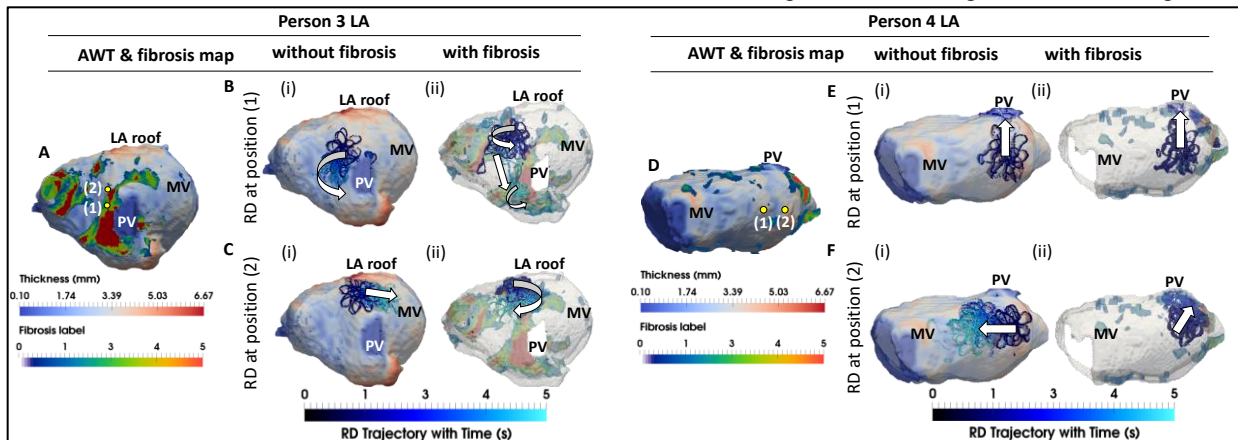 Person 3 LA
AWT & fibrosis map
without fibrosis
with fibrosis
A
LA roof
MV
(2)
(1)
PV
Thickness (mm)
0.10 1.74 3.39 5.03 6.67
Fibrosis label
0 1 3 4 5
B
RD at position (1)
(i)
LA roof
MV
PV
(ii)
LA roof
MV
PV
C
RD at position (2)
(i)
LA roof
MV
PV
(ii)
LA roof
MV
PV
0 1 3 4 5
RD Trajectory with Time (s)
Person 4 LA
AWT & fibrosis map
without fibrosis
with fibrosis
D
PV
MV
(1) (2)
Thickness (mm)
0.10 1.74 3.39 5.03 6.67
Fibrosis label
0 1 3 4 5
E
RD at position (1)
(i)
PV
MV
(ii)
PV
MV
F
RD at position (2)
(i)
PV
MV
(ii)
PV
MV
0 1 3 4 5
RD Trajectory with Time (s)